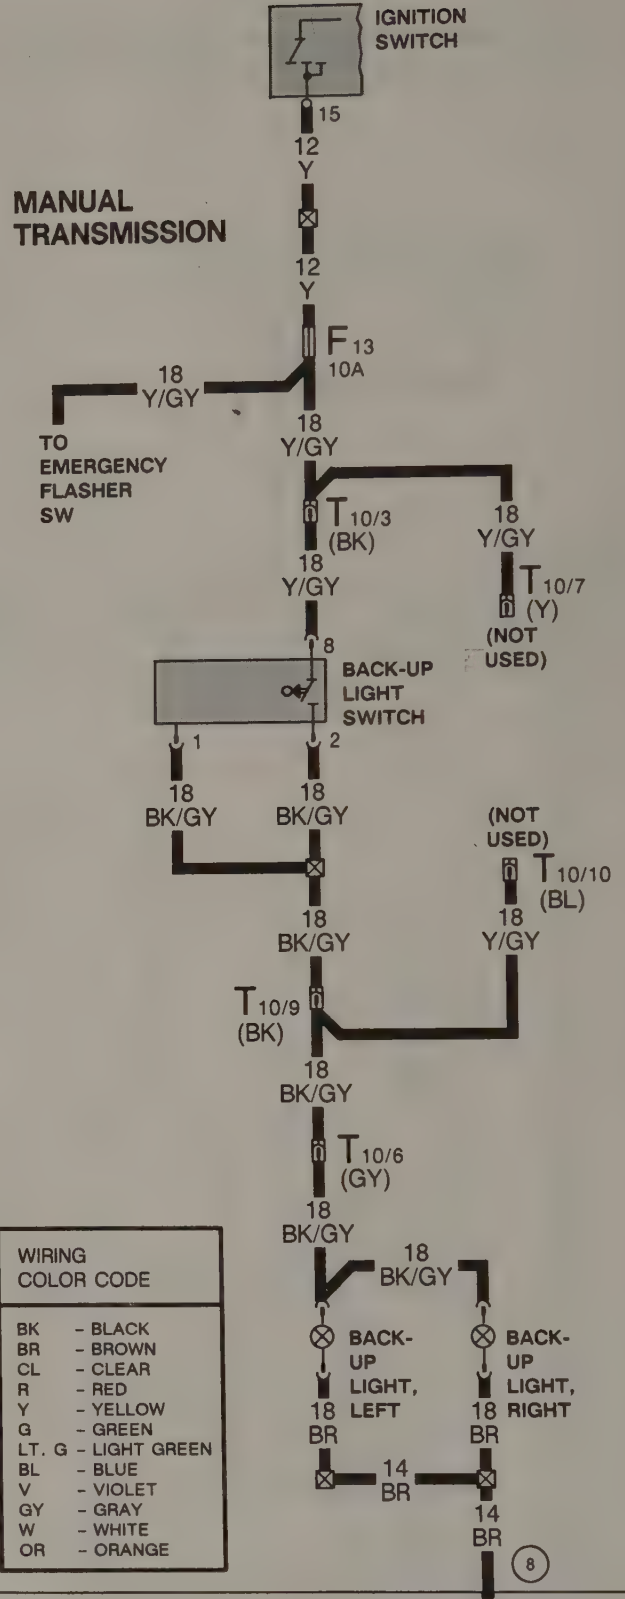 IGNITION
SWITCH
15
12
Y
MANUAL
TRANSMISSION
12
Y
F13
10A
18
Y/GY
TO
EMERGENCY
FLASHER
SW
18
Y/GY
T10/3
(BK)
18
Y/GY
T10/7
(Y)
(NOT
USED)
18
Y/GY
8
BACK-UP
LIGHT
SWITCH
1
2
18
BK/GY
18
BK/GY
(NOT
USED)
T10/10
(BL)
18
Y/GY
18
BK/GY
T10/9
(BK)
18
BK/GY
T10/6
(GY)
18
BK/GY
18
BK/GY
BACK-
UP
LIGHT,
LEFT
BACK-
UP
LIGHT,
RIGHT
18
BR
18
BR
14
BR
14
BR
8
WIRING
COLOR CODE
BK - BLACK
BR - BROWN
CL - CLEAR
R - RED
Y - YELLOW
G - GREEN
LT. G - LIGHT GREEN
BL - BLUE
V - VIOLET
GY - GRAY
W - WHITE
OR - ORANGE